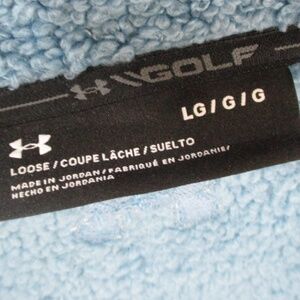 GOLF
LG/G/G
LOOSE/COUPE LÂCHE/SUELTO
MADE IN JORDAN/FABRIQUÉ EN JORDANIE/
HECHO EN JORDANIA